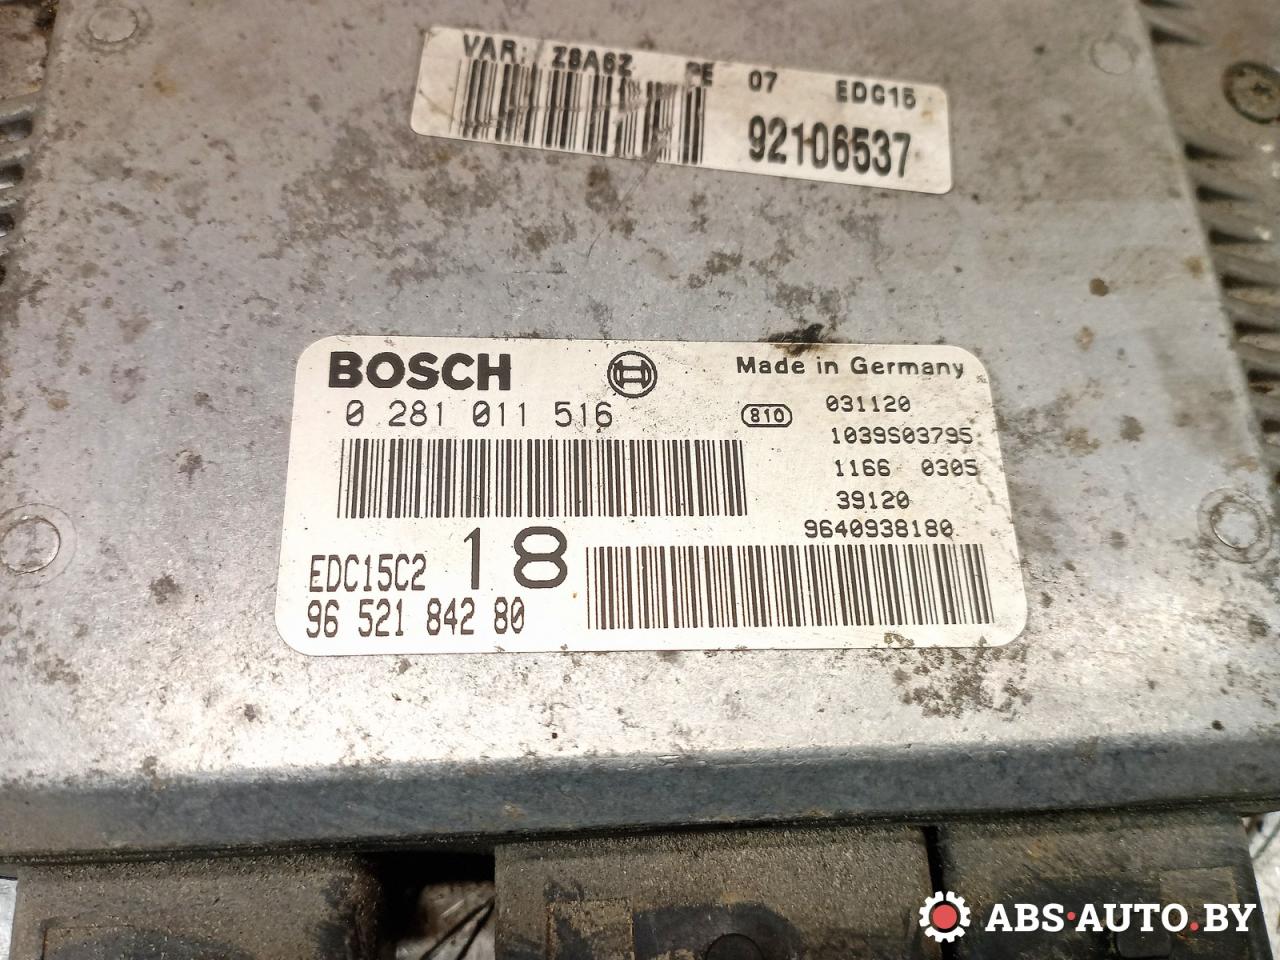 VAR: Z8A6Z PE 07 EDC15
92106537
BOSCH Made in Germany
0 281 011 516 810 031120
1039S03795
1166 0305
39120
9640938180
EDC15C2 18
96 521 842 80
ABS·AUTO.BY